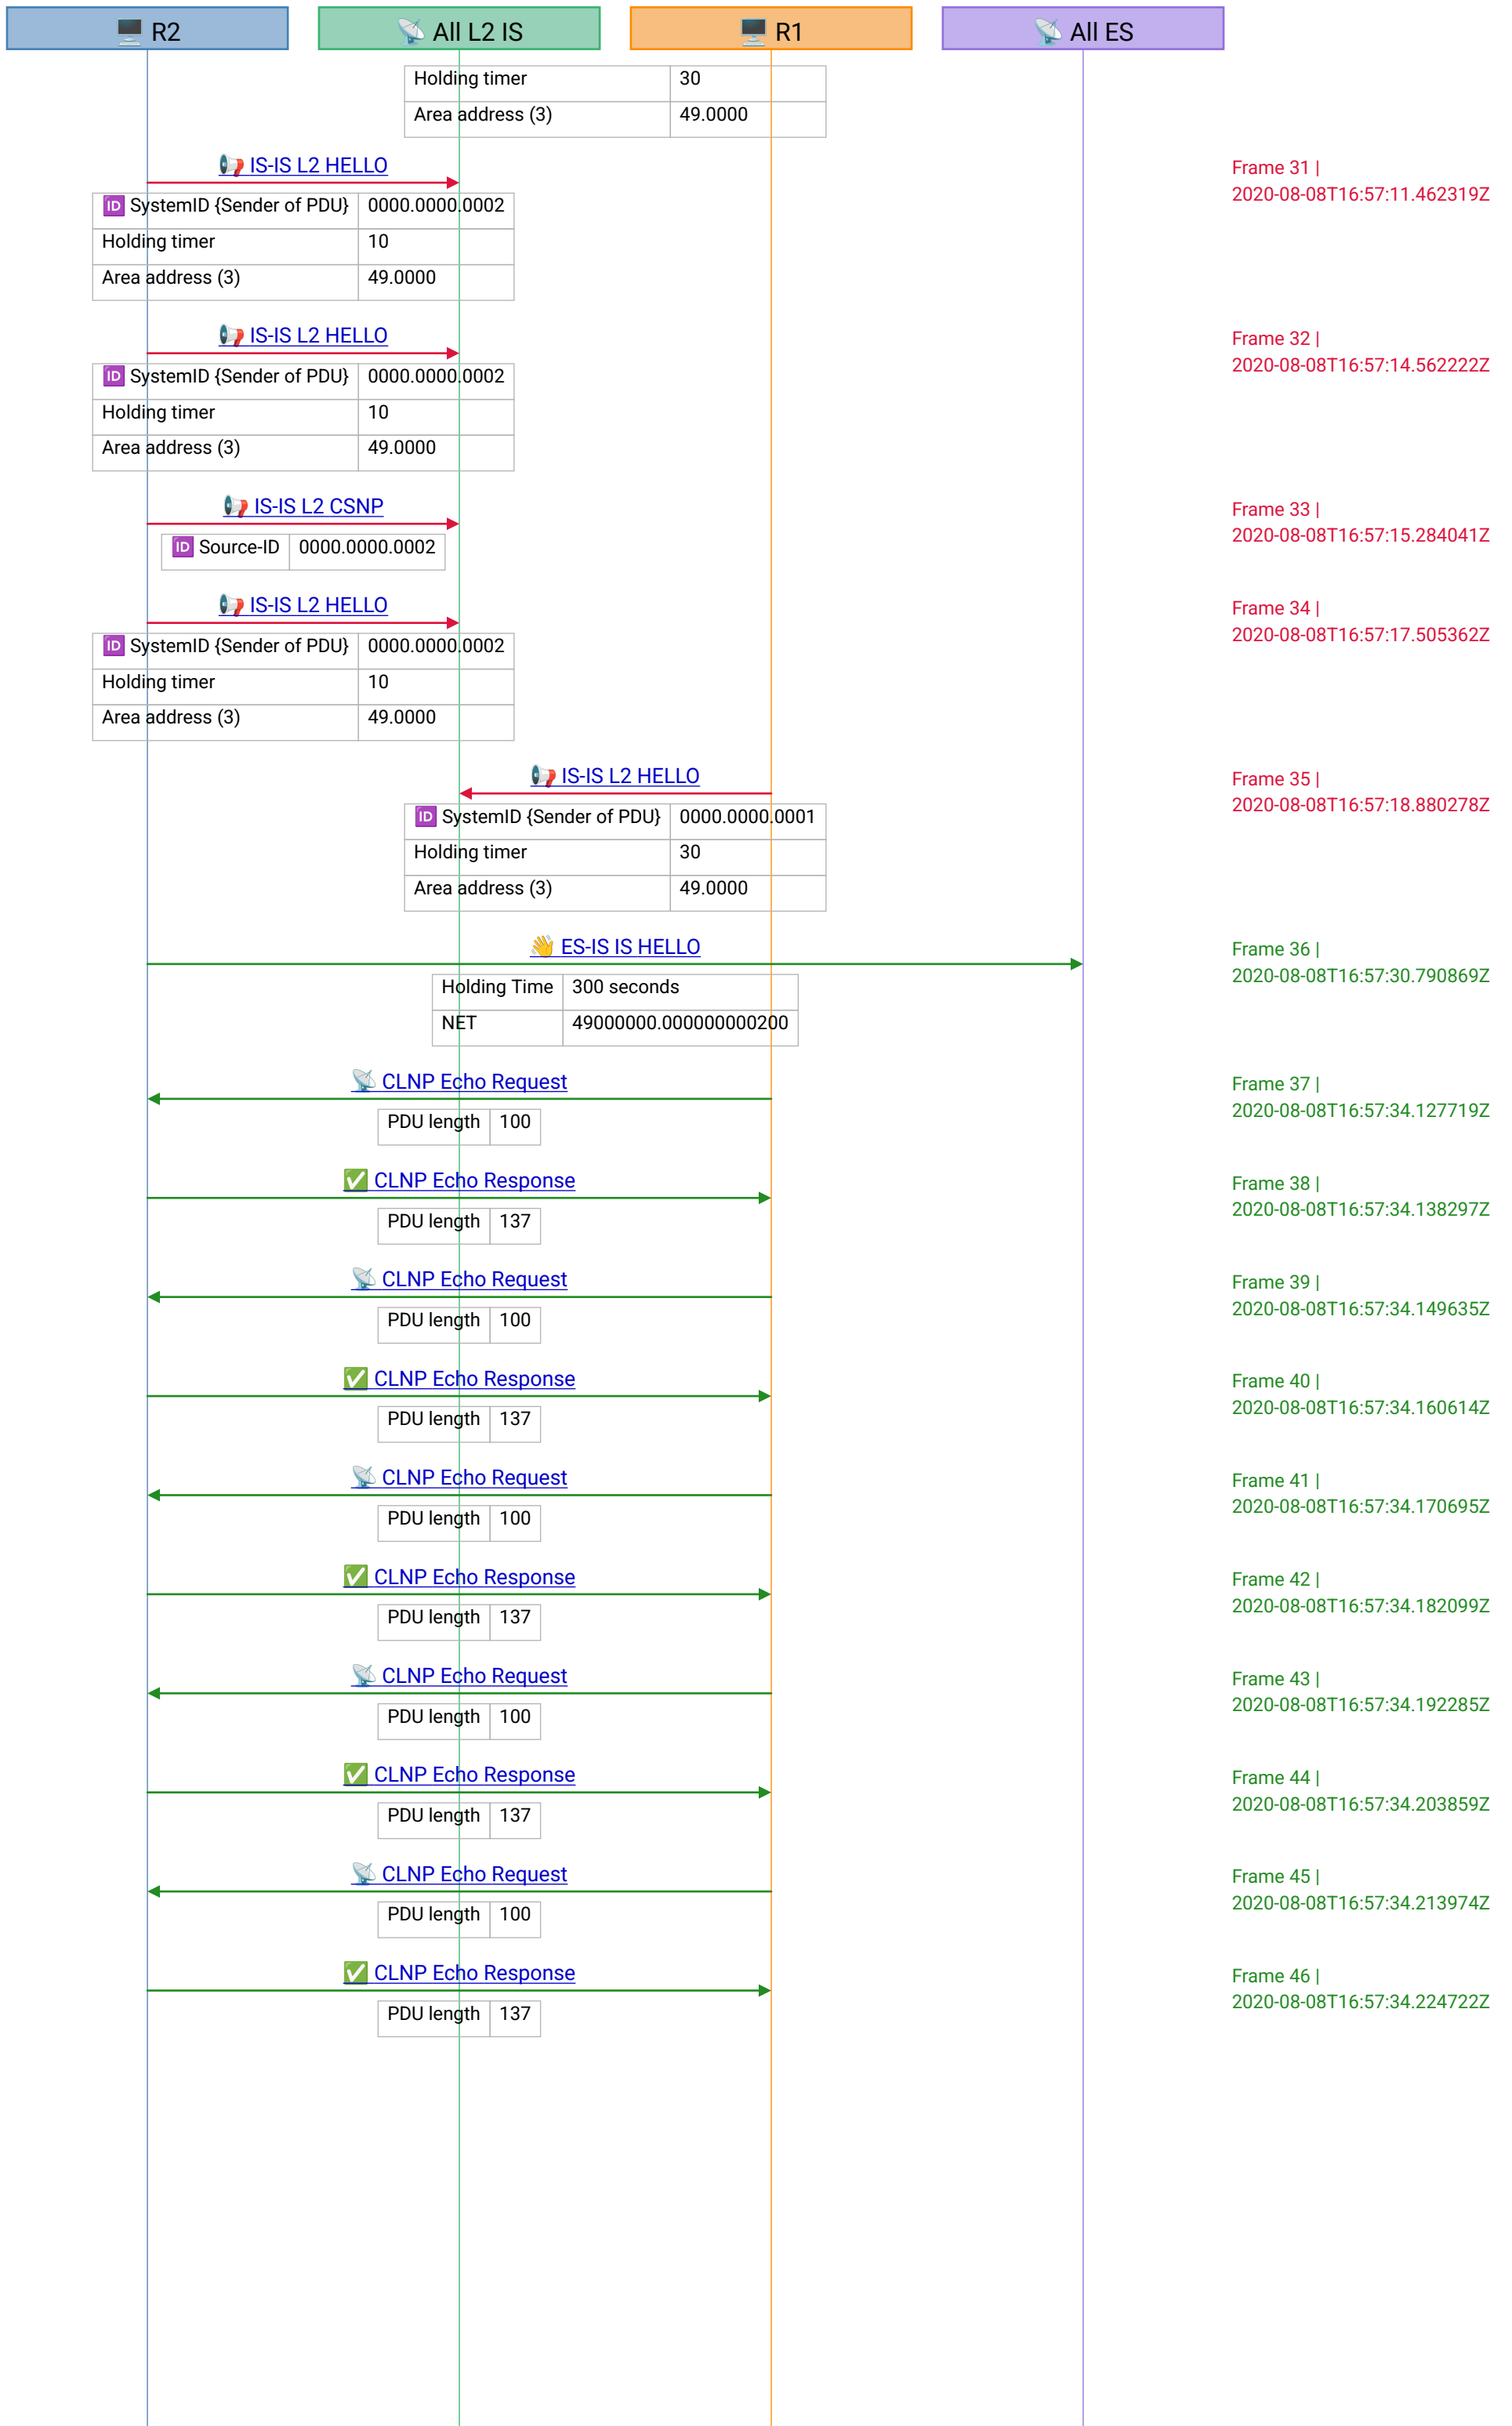 🖥️ R2
📡 All L2 IS
🖥️ R1
📡 All ES
Holding timer 30
Area address (3) 49.0000
📢 IS-IS L2 HELLO
Frame 31 |
2020-08-08T16:57:11.462319Z
🆔 SystemID {Sender of PDU} 0000.0000.0002
Holding timer 10
Area address (3) 49.0000
📢 IS-IS L2 HELLO
Frame 32 |
2020-08-08T16:57:14.562222Z
🆔 SystemID {Sender of PDU} 0000.0000.0002
Holding timer 10
Area address (3) 49.0000
📢 IS-IS L2 CSNP
Frame 33 |
2020-08-08T16:57:15.284041Z
🆔 Source-ID 0000.0000.0002
📢 IS-IS L2 HELLO
Frame 34 |
2020-08-08T16:57:17.505362Z
🆔 SystemID {Sender of PDU} 0000.0000.0002
Holding timer 10
Area address (3) 49.0000
📢 IS-IS L2 HELLO
Frame 35 |
2020-08-08T16:57:18.880278Z
🆔 SystemID {Sender of PDU} 0000.0000.0001
Holding timer 30
Area address (3) 49.0000
👋 ES-IS IS HELLO
Frame 36 |
2020-08-08T16:57:30.790869Z
Holding Time 300 seconds
NET 49000000.000000000200
📡 CLNP Echo Request
Frame 37 |
2020-08-08T16:57:34.127719Z
PDU length 100
✅ CLNP Echo Response
Frame 38 |
2020-08-08T16:57:34.138297Z
PDU length 137
📡 CLNP Echo Request
Frame 39 |
2020-08-08T16:57:34.149635Z
PDU length 100
✅ CLNP Echo Response
Frame 40 |
2020-08-08T16:57:34.160614Z
PDU length 137
📡 CLNP Echo Request
Frame 41 |
2020-08-08T16:57:34.170695Z
PDU length 100
✅ CLNP Echo Response
Frame 42 |
2020-08-08T16:57:34.182099Z
PDU length 137
📡 CLNP Echo Request
Frame 43 |
2020-08-08T16:57:34.192285Z
PDU length 100
✅ CLNP Echo Response
Frame 44 |
2020-08-08T16:57:34.203859Z
PDU length 137
📡 CLNP Echo Request
Frame 45 |
2020-08-08T16:57:34.213974Z
PDU length 100
✅ CLNP Echo Response
Frame 46 |
2020-08-08T16:57:34.224722Z
PDU length 137